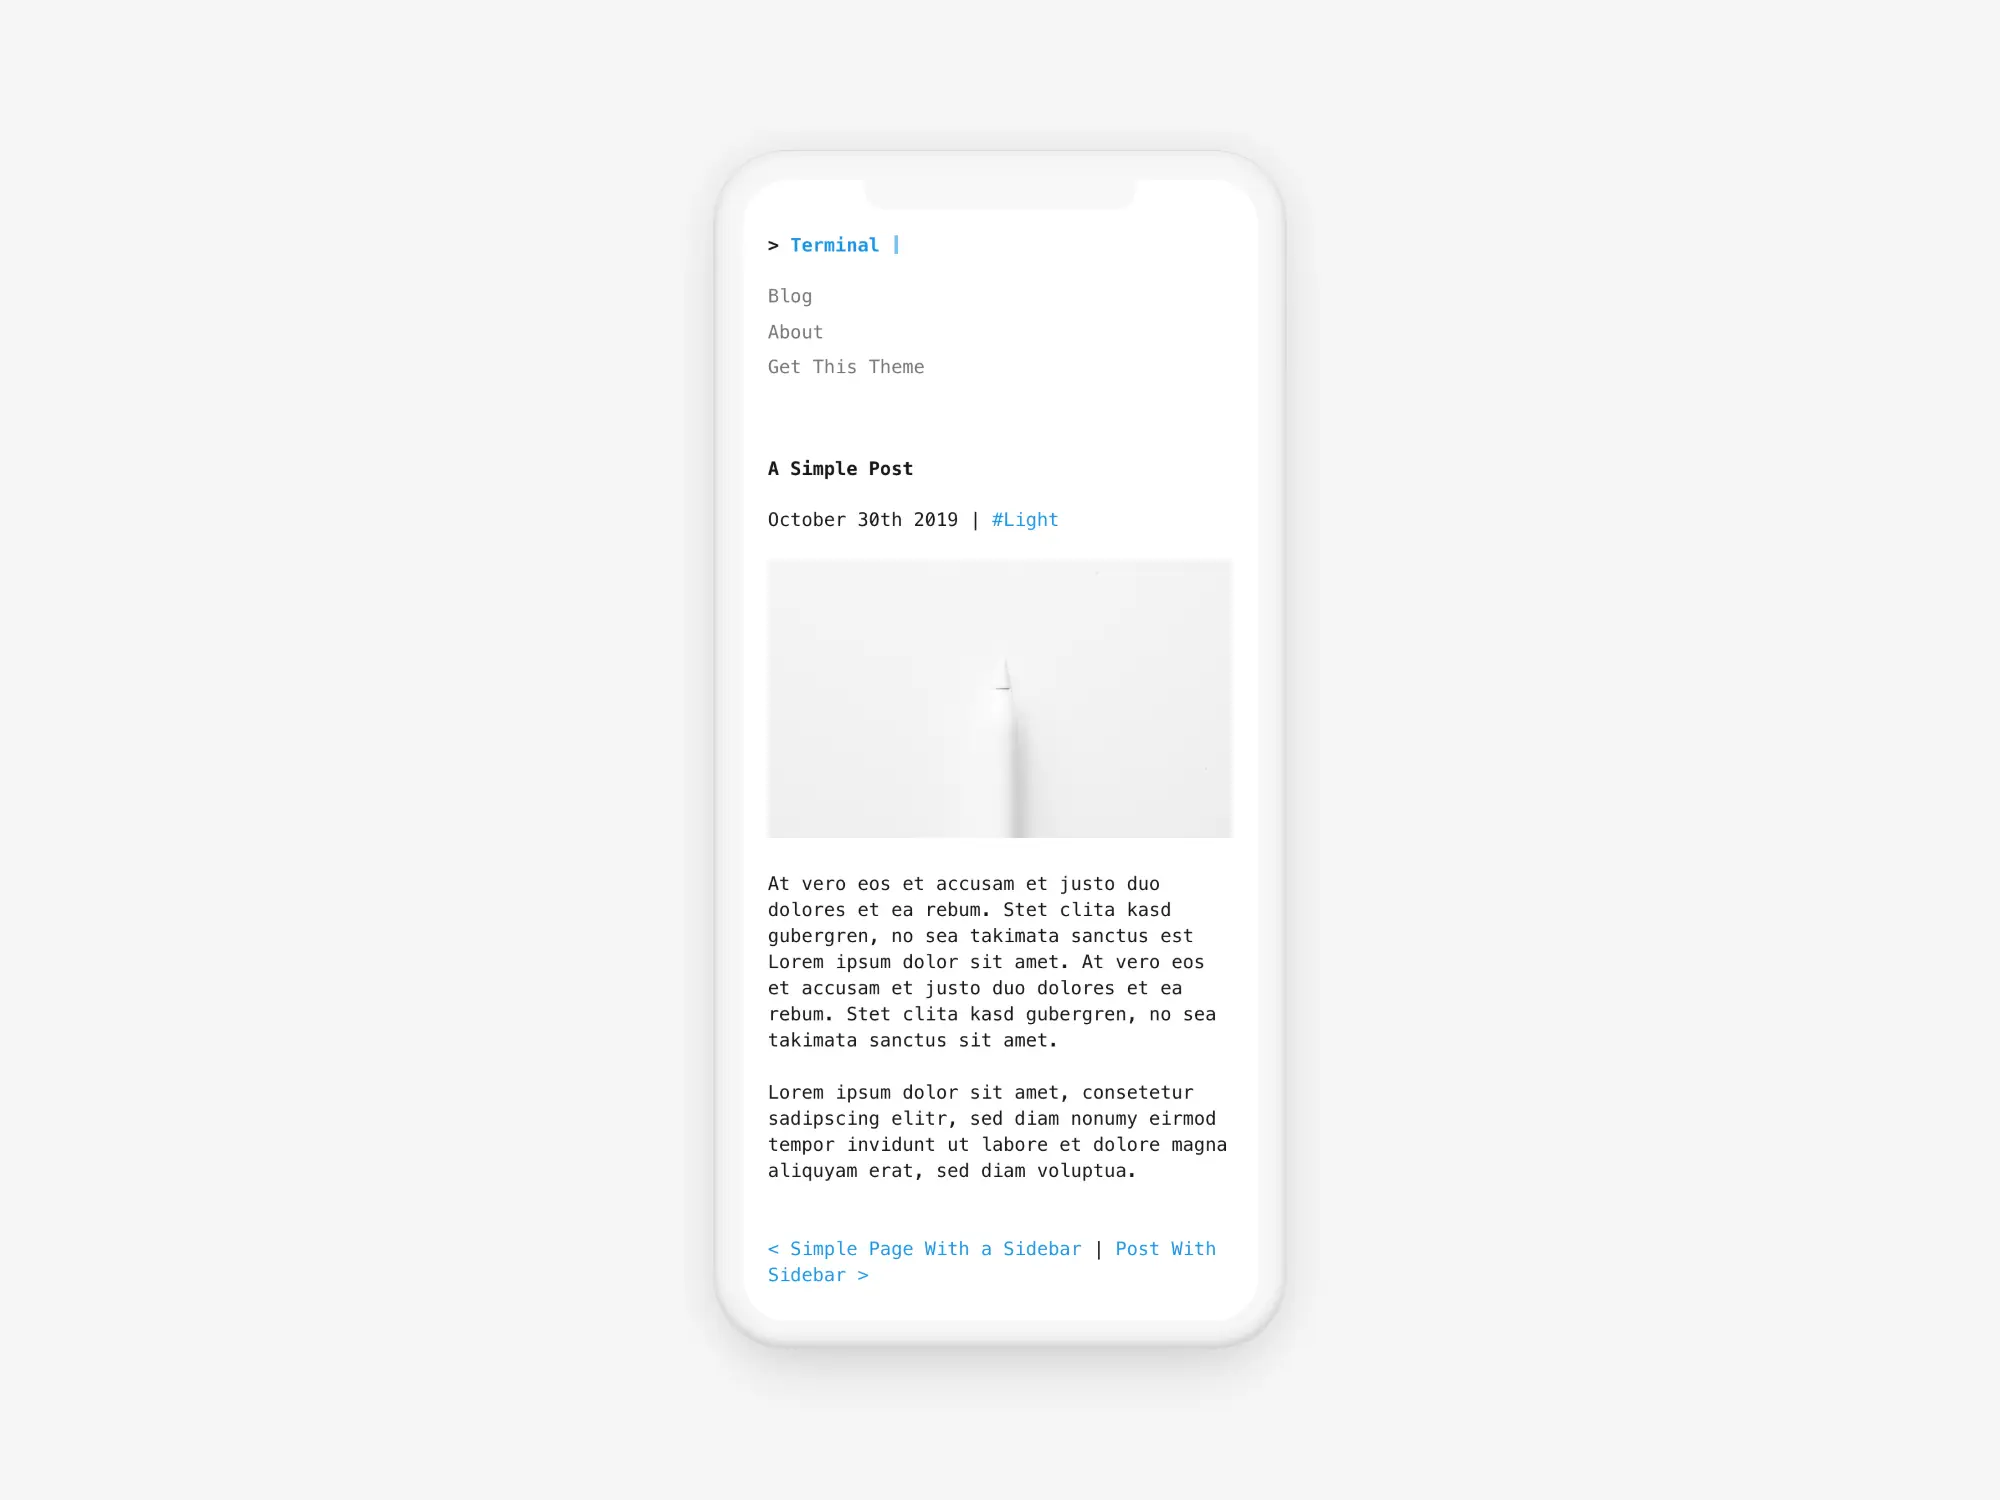 > Terminal
Blog
About
Get This Theme
A Simple Post
October 30th 2019 | #Light
At vero eos et accusam et justo duo
dolores et ea rebum. Stet clita kasd
gubergren, no sea takimata sanctus est
Lorem ipsum dolor sit amet. At vero eos
et accusam et justo duo dolores et ea
rebum. Stet clita kasd gubergren, no sea
takimata sanctus sit amet.
Lorem ipsum dolor sit amet, consetetur
sadipscing elitr, sed diam nonumy eirmod
tempor invidunt ut labore et dolore magna
aliquyam erat, sed diam voluptua.
< Simple Page With a Sidebar | Post With
Sidebar >